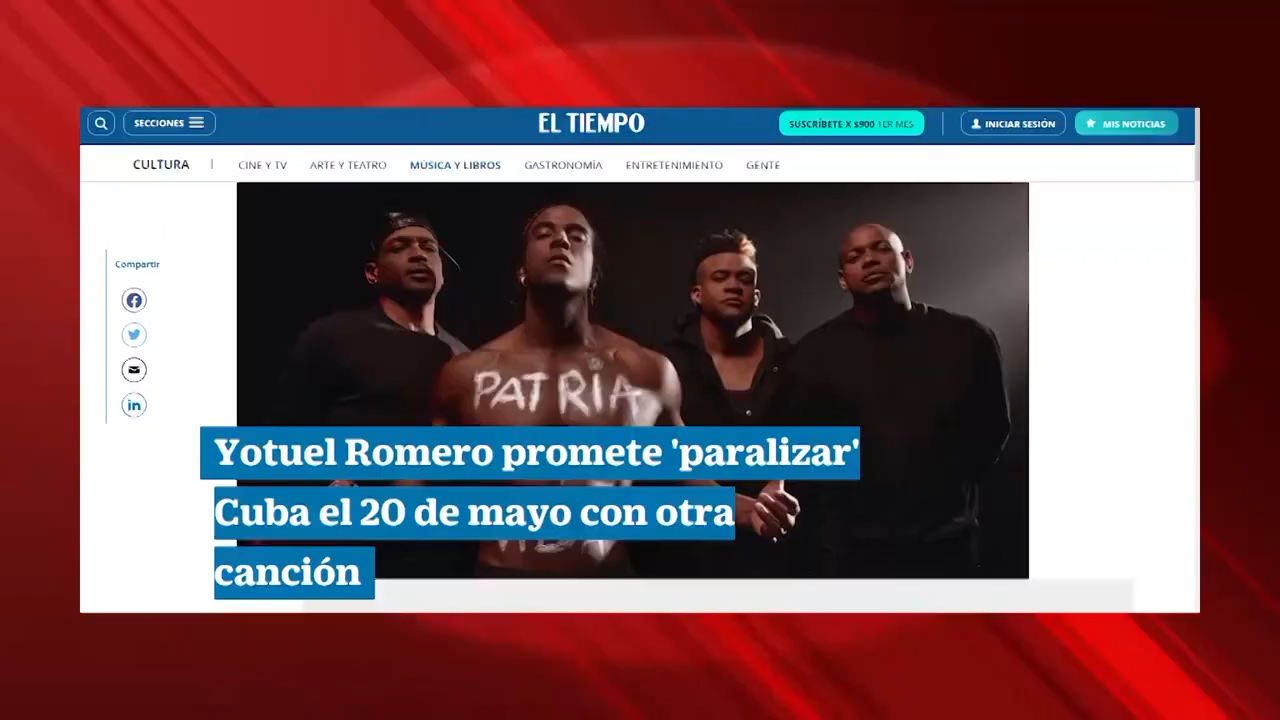 SECCIONES
EL TIEMPO
SUSCRÍBETE X $900 1ER MES
INICIAR SESIÓN
MIS NOTICIAS
CULTURA
CINE Y TV
ARTE Y TEATRO
MÚSICA Y LIBROS
GASTRONOMÍA
ENTRETENIMIENTO
GENTE
Compartir
PATRIA
Yotuel Romero promete 'paralizar'
Cuba el 20 de mayo con otra
canción